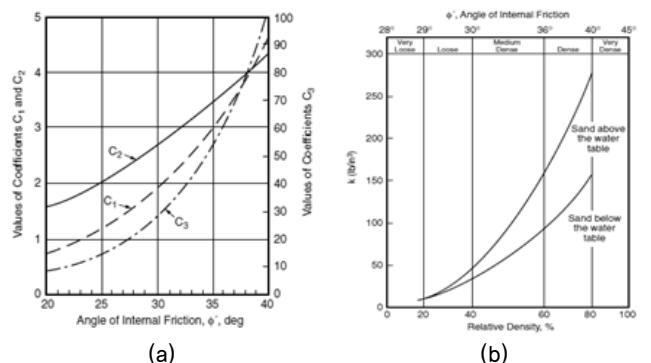 5
4
3
2
1
0
Values of Coefficients C1 and C2
C2
C1
C3
100
90
80
70
60
50
40
30
20
10
0
Values of Coefficients C3
20
25
30
35
40
Angle of Internal Friction, ϕ´, deg
(a)
ϕ´, Angle of Internal Friction
28°
29°
30°
36°
40°
45°
Very
Loose
Loose
Medium
Dense
Dense
Very
Dense
300
250
200
150
100
50
0
k (lb/in³)
Sand above
the water
table
Sand below
the water
table
0
20
40
60
80
100
Relative Density, %
(b)